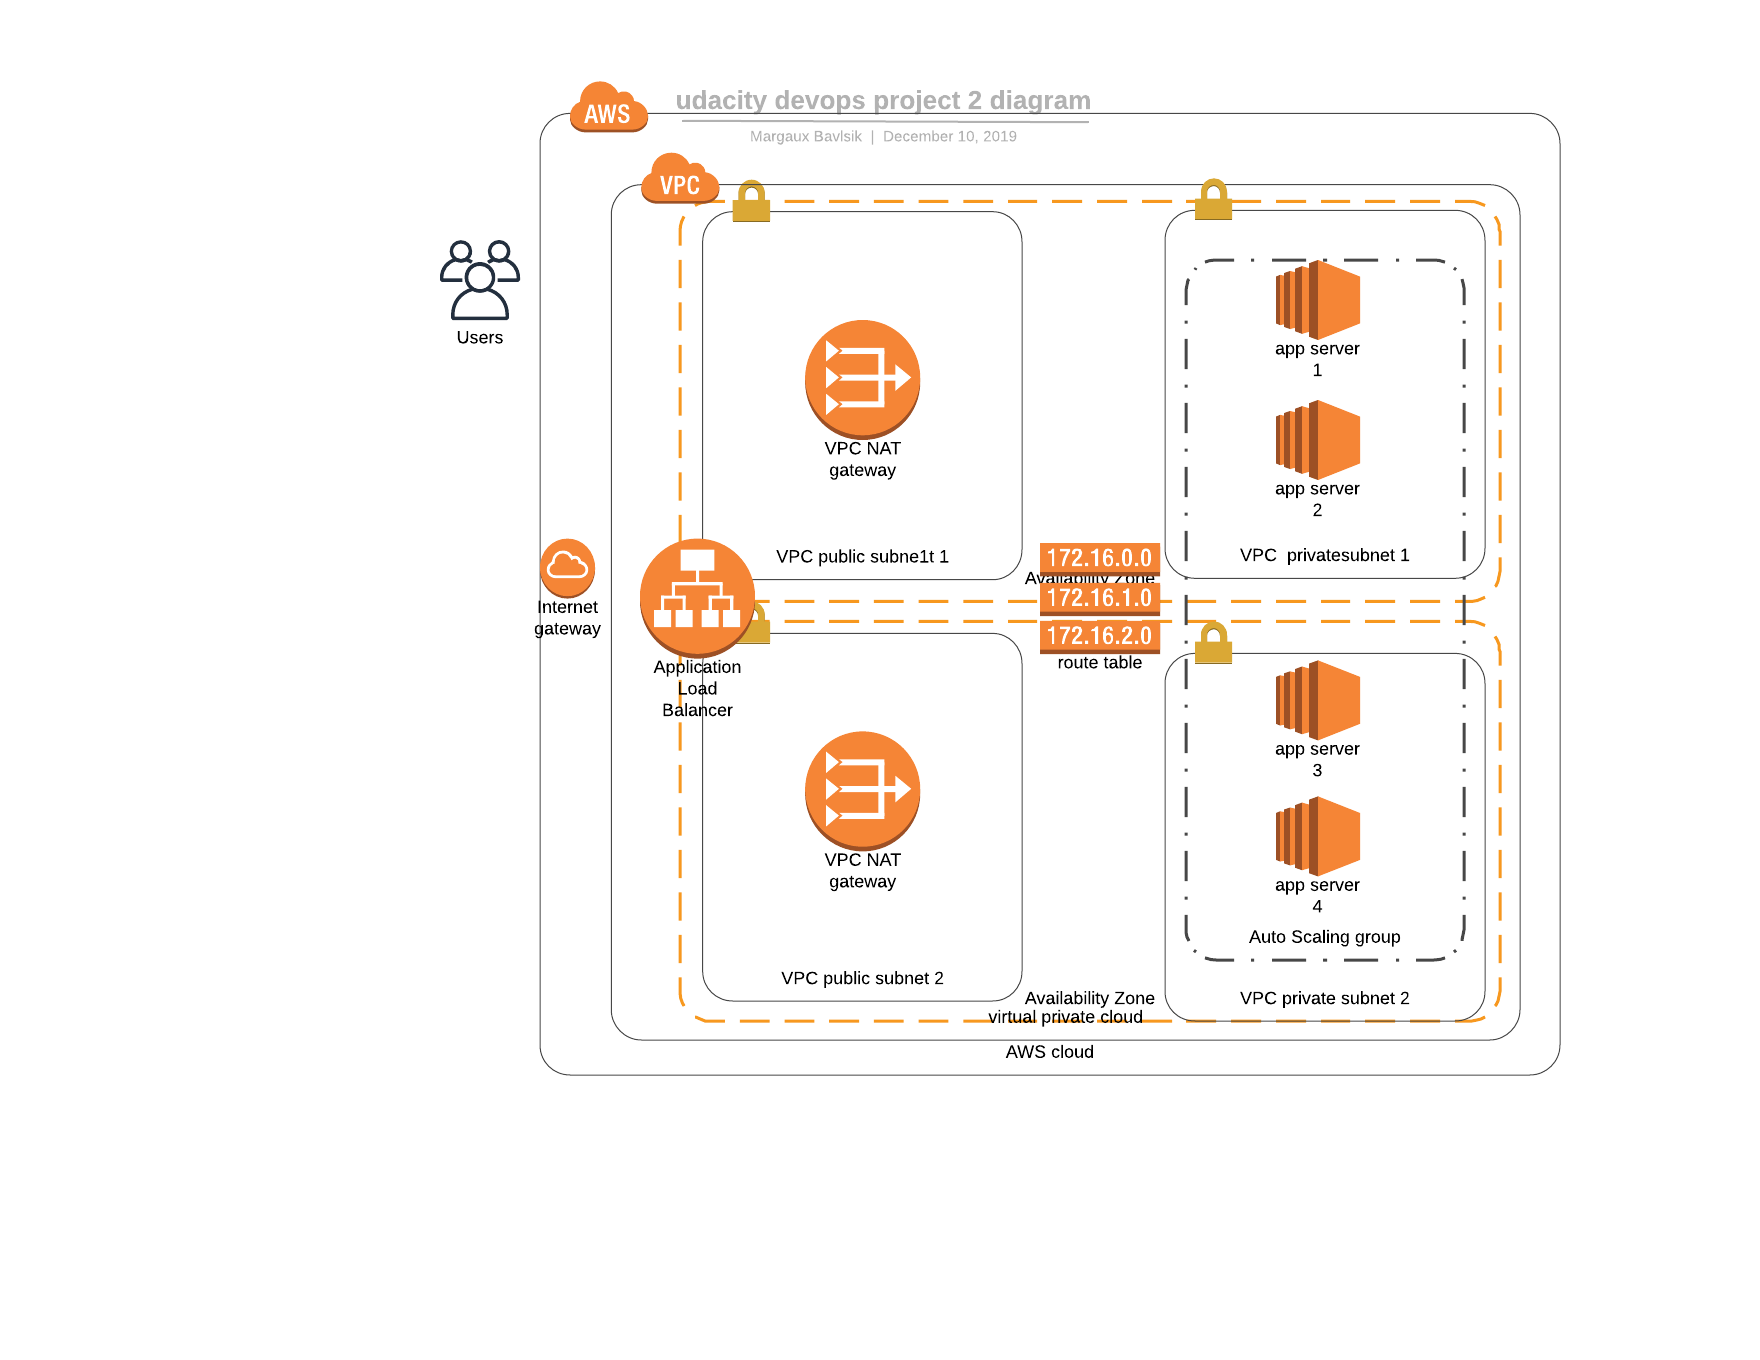 udacity devops project 2 diagram
Margaux Bavlsik | December 10, 2019
AWS
VPC
Users
app server
1
app server
2
VPC NAT
gateway
VPC public subne1t 1
VPC privatesubnet 1
172.16.0.0
Availability Zone
172.16.1.0
172.16.2.0
route table
Internet
gateway
Application
Load
Balancer
app server
3
app server
4
VPC NAT
gateway
Auto Scaling group
VPC public subnet 2
VPC private subnet 2
Availability Zone
virtual private cloud
AWS cloud